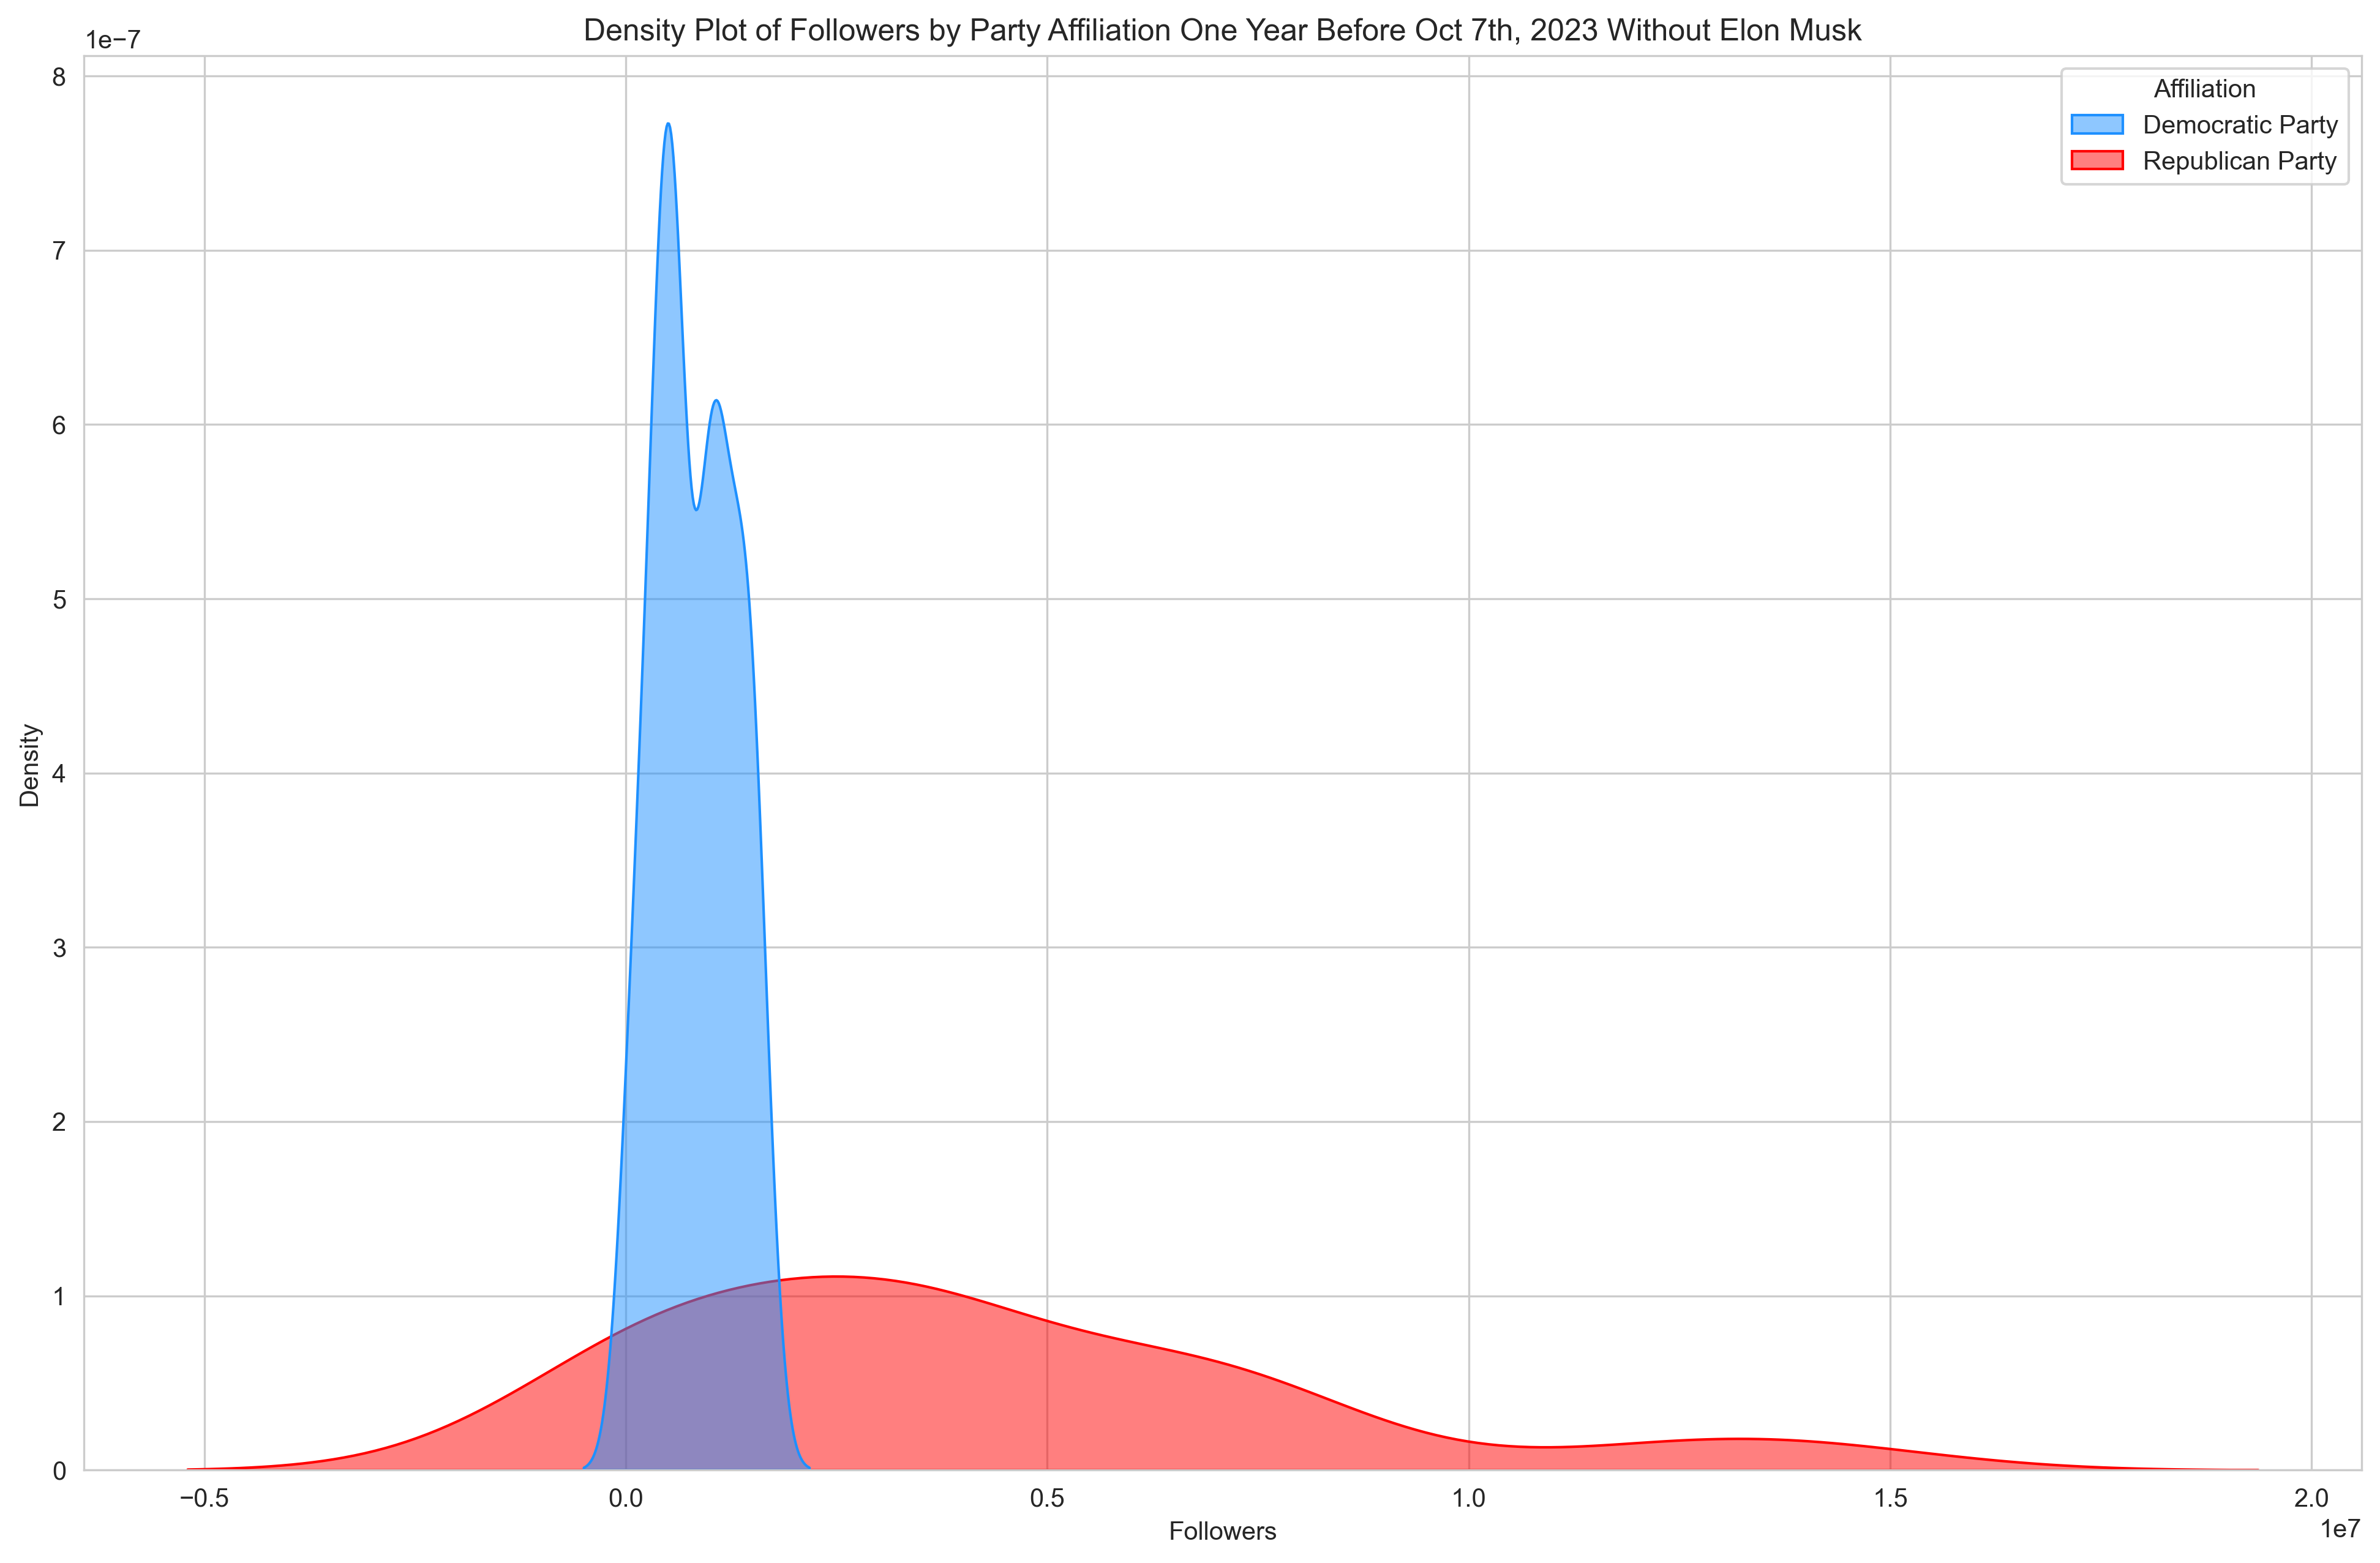 Density Plot of Followers by Party Affiliation One Year Before Oct 7th, 2023 Without Elon Musk
1e−7
8
7
6
5
4
3
2
1
0
Density
Affiliation
Democratic Party
Republican Party
−0.5
0.0
0.5
1.0
1.5
2.0
1e7
Followers